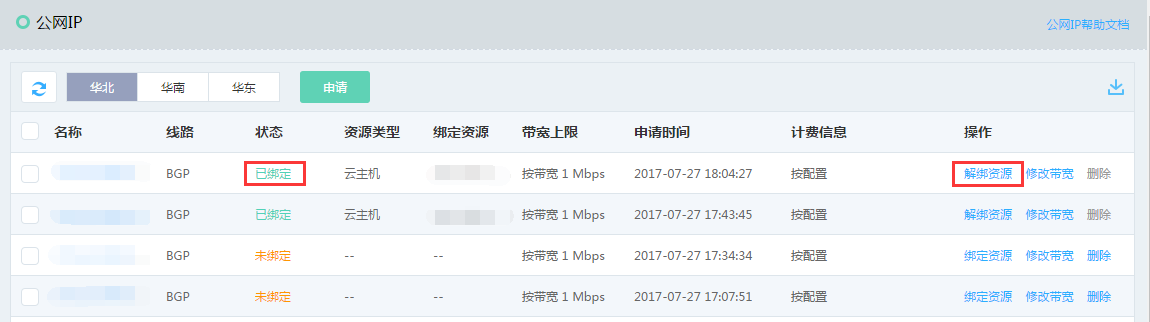 公网IP
公网IP帮助文档
华北 华南 华东 申请
名称 线路 状态 资源类型 绑定资源 带宽上限 申请时间 计费信息 操作
BGP 已绑定 云主机 按带宽 1 Mbps 2017-07-27 18:04:27 按配置 解绑资源 修改带宽 删除
BGP 已绑定 云主机 按带宽 1 Mbps 2017-07-27 17:43:45 按配置 解绑资源 修改带宽 删除
BGP 未绑定 -- -- 按带宽 1 Mbps 2017-07-27 17:34:34 按配置 绑定资源 修改带宽 删除
BGP 未绑定 -- -- 按带宽 1 Mbps 2017-07-27 17:07:51 按配置 绑定资源 修改带宽 删除